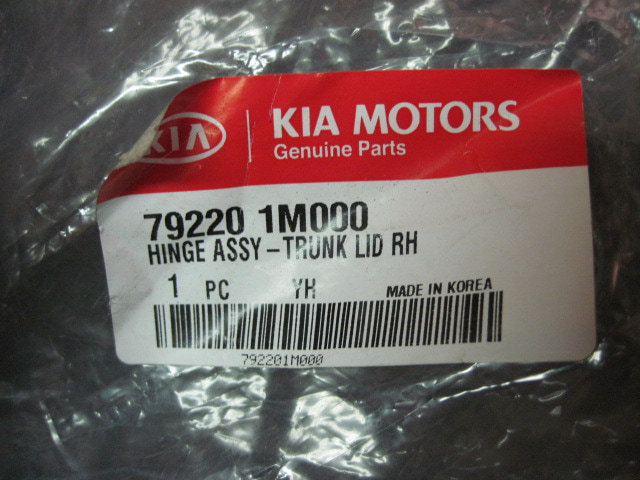 KIA
KIA MOTORS
Genuine Parts
79220 1M000
HINGE ASSY-TRUNK LID RH
1 PC YH MADE IN KOREA
792201M000